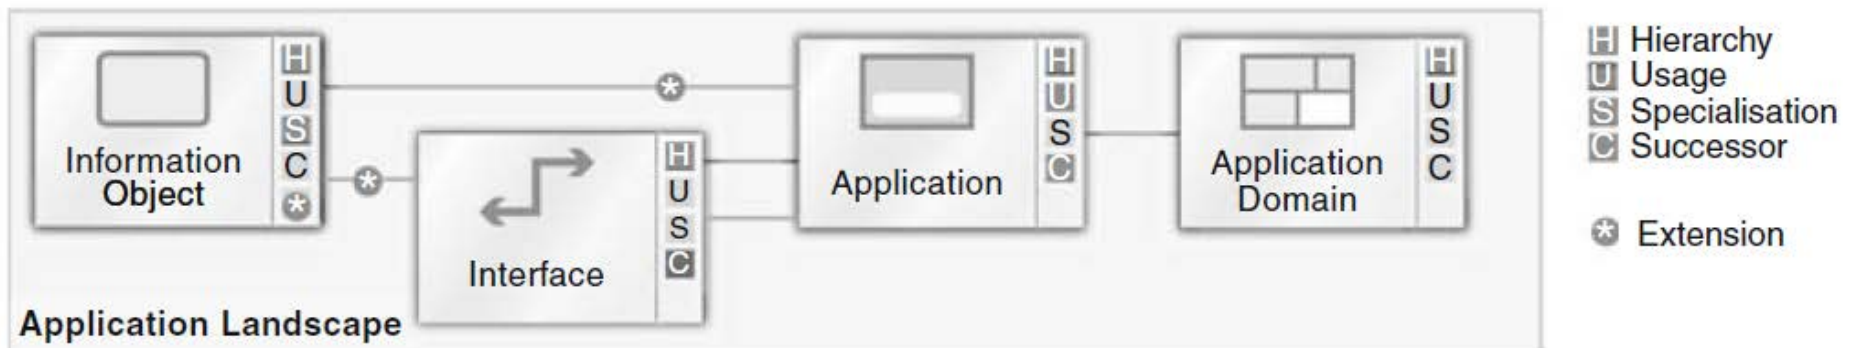 H
U
S
C
*
Information
Object
*
*
H
U
S
C
Interface
H
U
S
C
Application
H
U
S
C
Application
Domain
Application Landscape
H Hierarchy
U Usage
S Specialisation
C Successor
* Extension